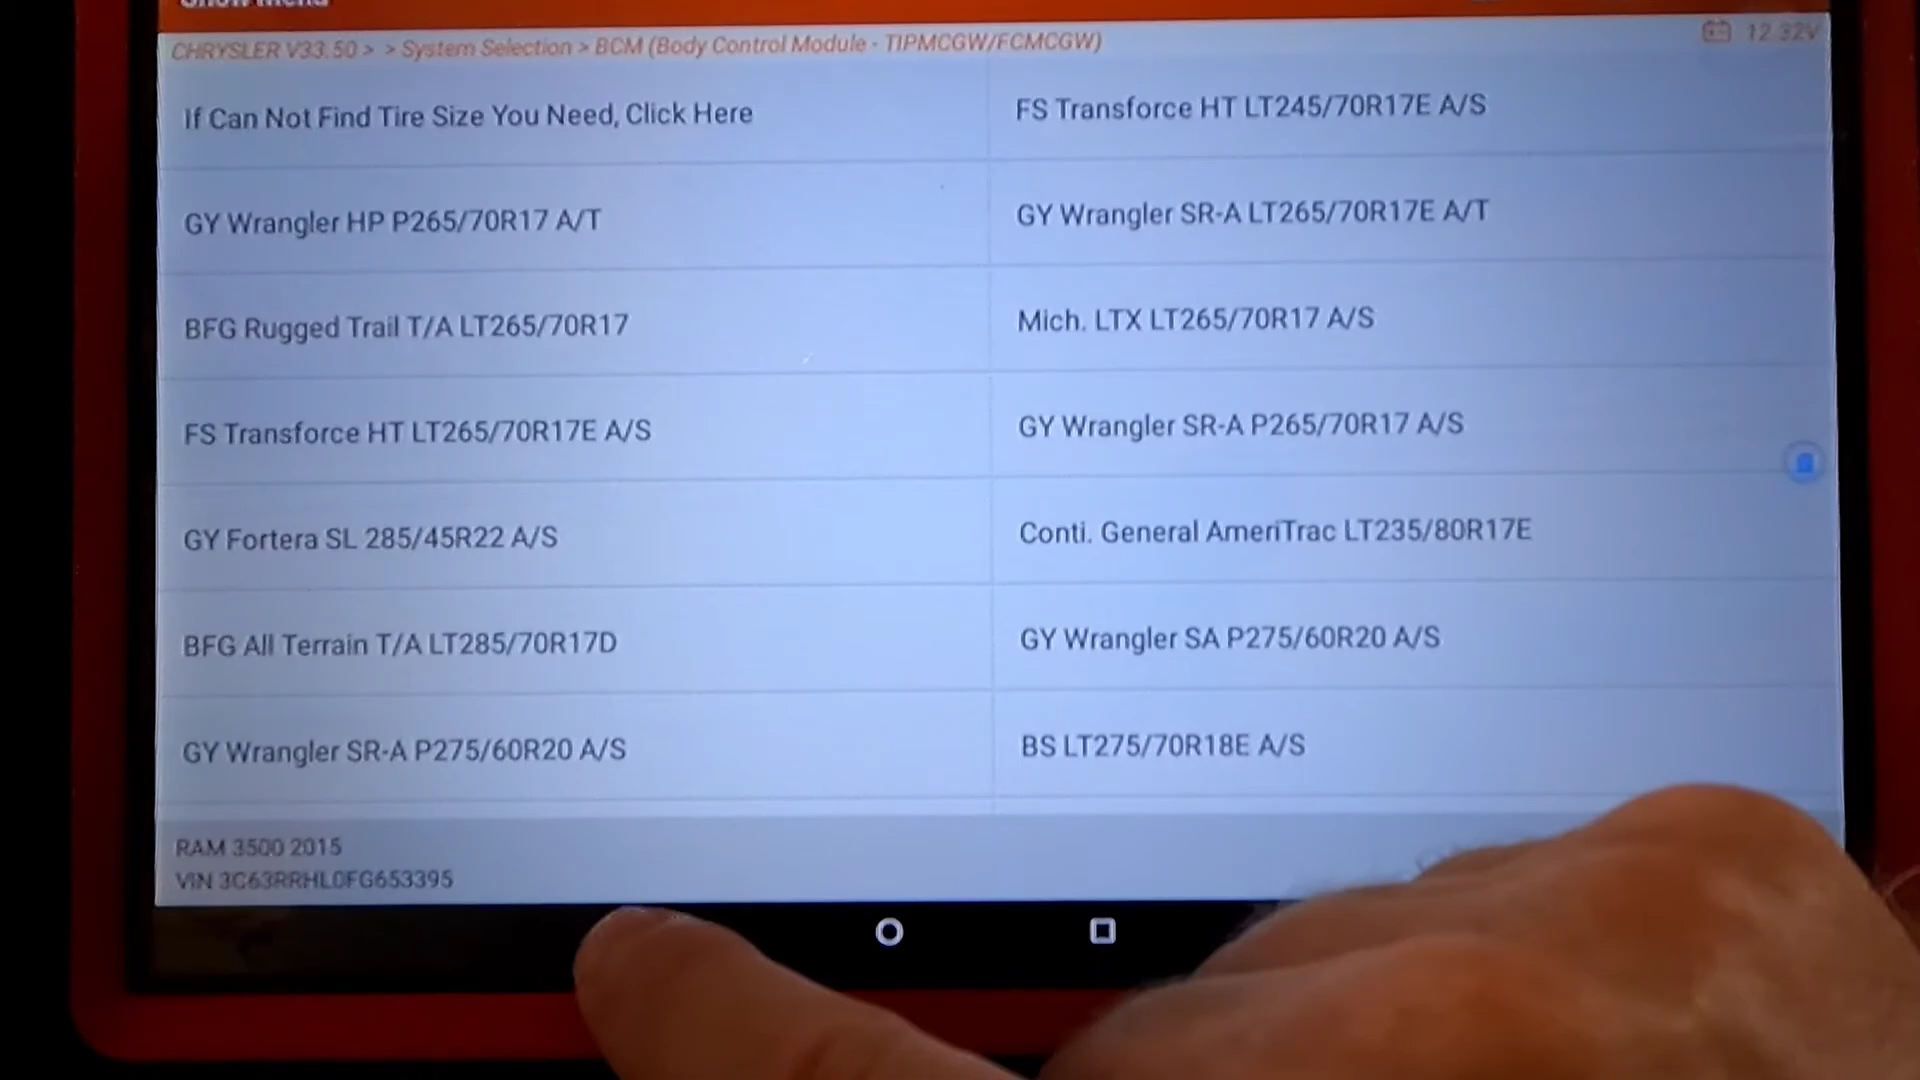 Show Menu
CHRYSLER V33.50 > > System Selection > BCM (Body Control Module - TIPMCGW/FCMCGW)
12.32V
If Can Not Find Tire Size You Need, Click Here
FS Transforce HT LT245/70R17E A/S
GY Wrangler HP P265/70R17 A/T
GY Wrangler SR-A LT265/70R17E A/T
BFG Rugged Trail T/A LT265/70R17
Mich. LTX LT265/70R17 A/S
FS Transforce HT LT265/70R17E A/S
GY Wrangler SR-A P265/70R17 A/S
GY Fortera SL 285/45R22 A/S
Conti. General AmeriTrac LT235/80R17E
BFG All Terrain T/A LT285/70R17D
GY Wrangler SA P275/60R20 A/S
GY Wrangler SR-A P275/60R20 A/S
BS LT275/70R18E A/S
RAM 3500 2015
VIN 3C63RRHL0FG653395